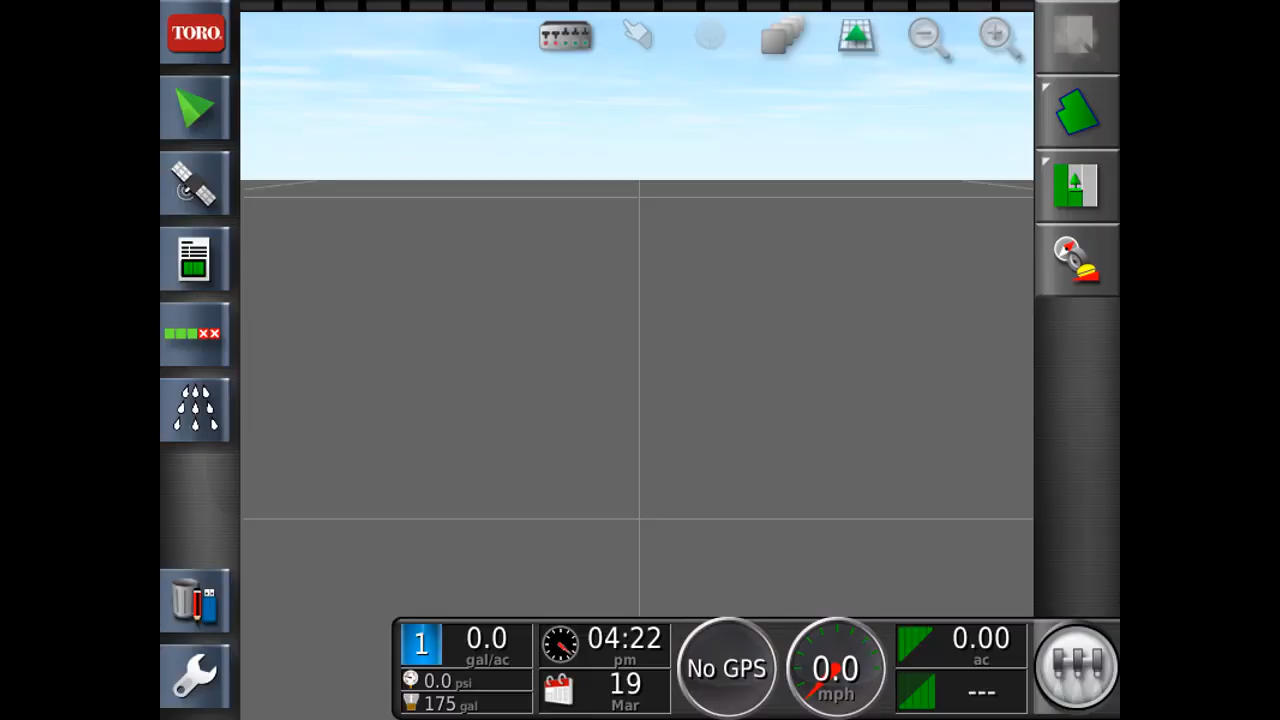 TORO.
1
0.0
gal/ac
0.0 psi
175 gal
04:22
pm
19
Mar
No GPS
0.0
mph
0.00
ac
---